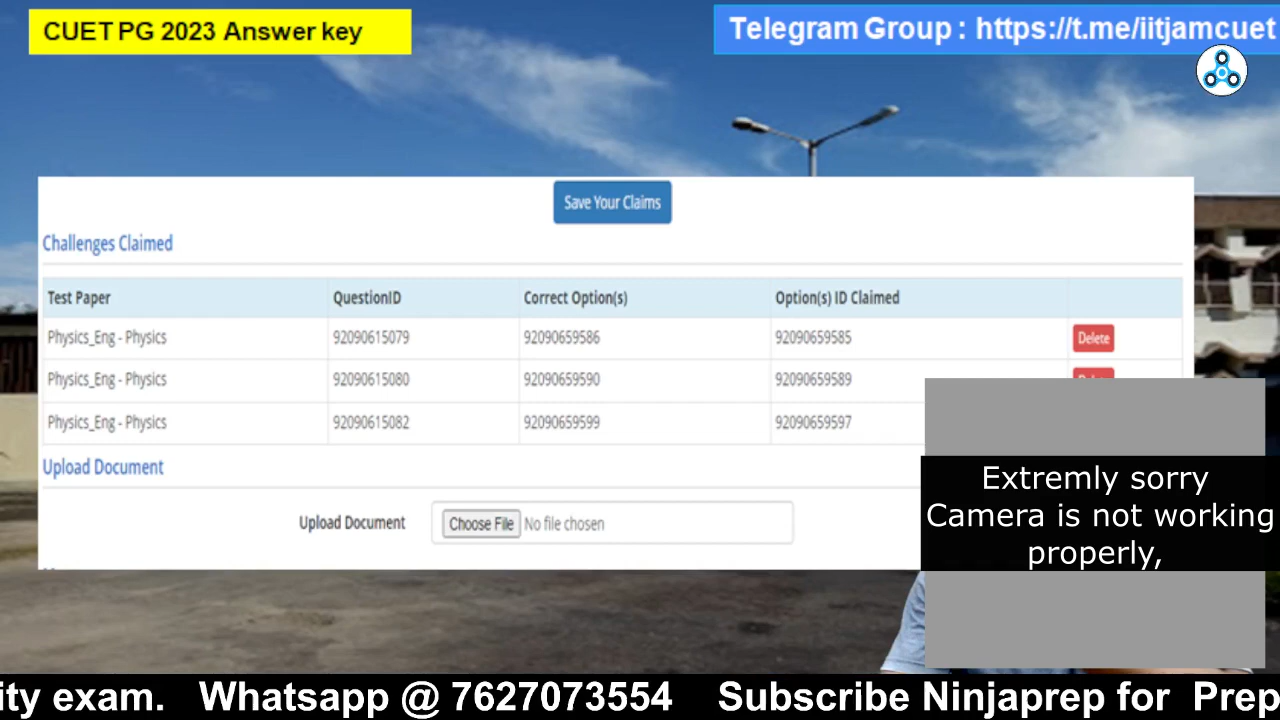 CUET PG 2023 Answer key
Telegram Group : https://t.me/iitjamcuet
Save Your Claims
Challenges Claimed
Test Paper QuestionID Correct Option(s) Option(s) ID Claimed
Physics_Eng - Physics 92090615079 92090659586 92090659585 Delete
Physics_Eng - Physics 92090615080 92090659590 92090659589
Physics_Eng - Physics 92090615082 92090659599 92090659597
Upload Document
Upload Document Choose File No file chosen
Extremly sorry
Camera is not working
properly,
ity exam. Whatsapp @ 7627073554 Subscribe Ninjaprep for Prep